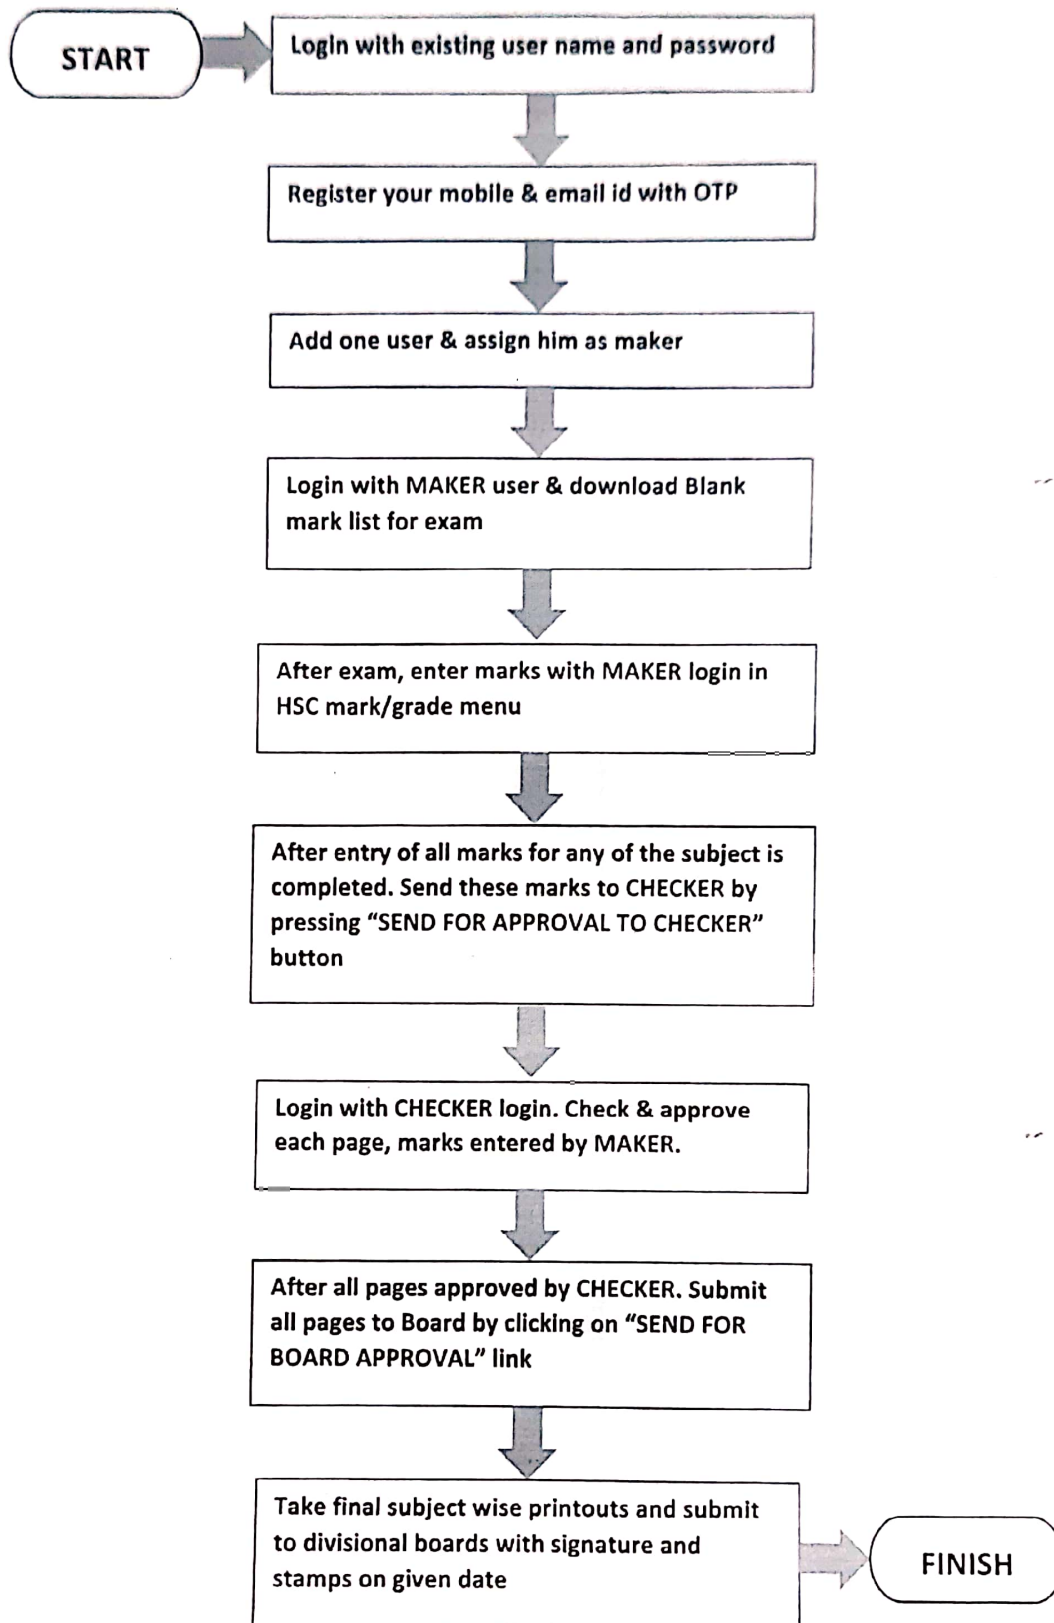 START
Login with existing user name and password
Register your mobile & email id with OTP
Add one user & assign him as maker
Login with MAKER user & download Blank
mark list for exam
After exam, enter marks with MAKER login in
HSC mark/grade menu
After entry of all marks for any of the subject is
completed. Send these marks to CHECKER by
pressing “SEND FOR APPROVAL TO CHECKER”
button
Login with CHECKER login. Check & approve
each page, marks entered by MAKER.
After all pages approved by CHECKER. Submit
all pages to Board by clicking on “SEND FOR
BOARD APPROVAL” link
Take final subject wise printouts and submit
to divisional boards with signature and
stamps on given date
FINISH